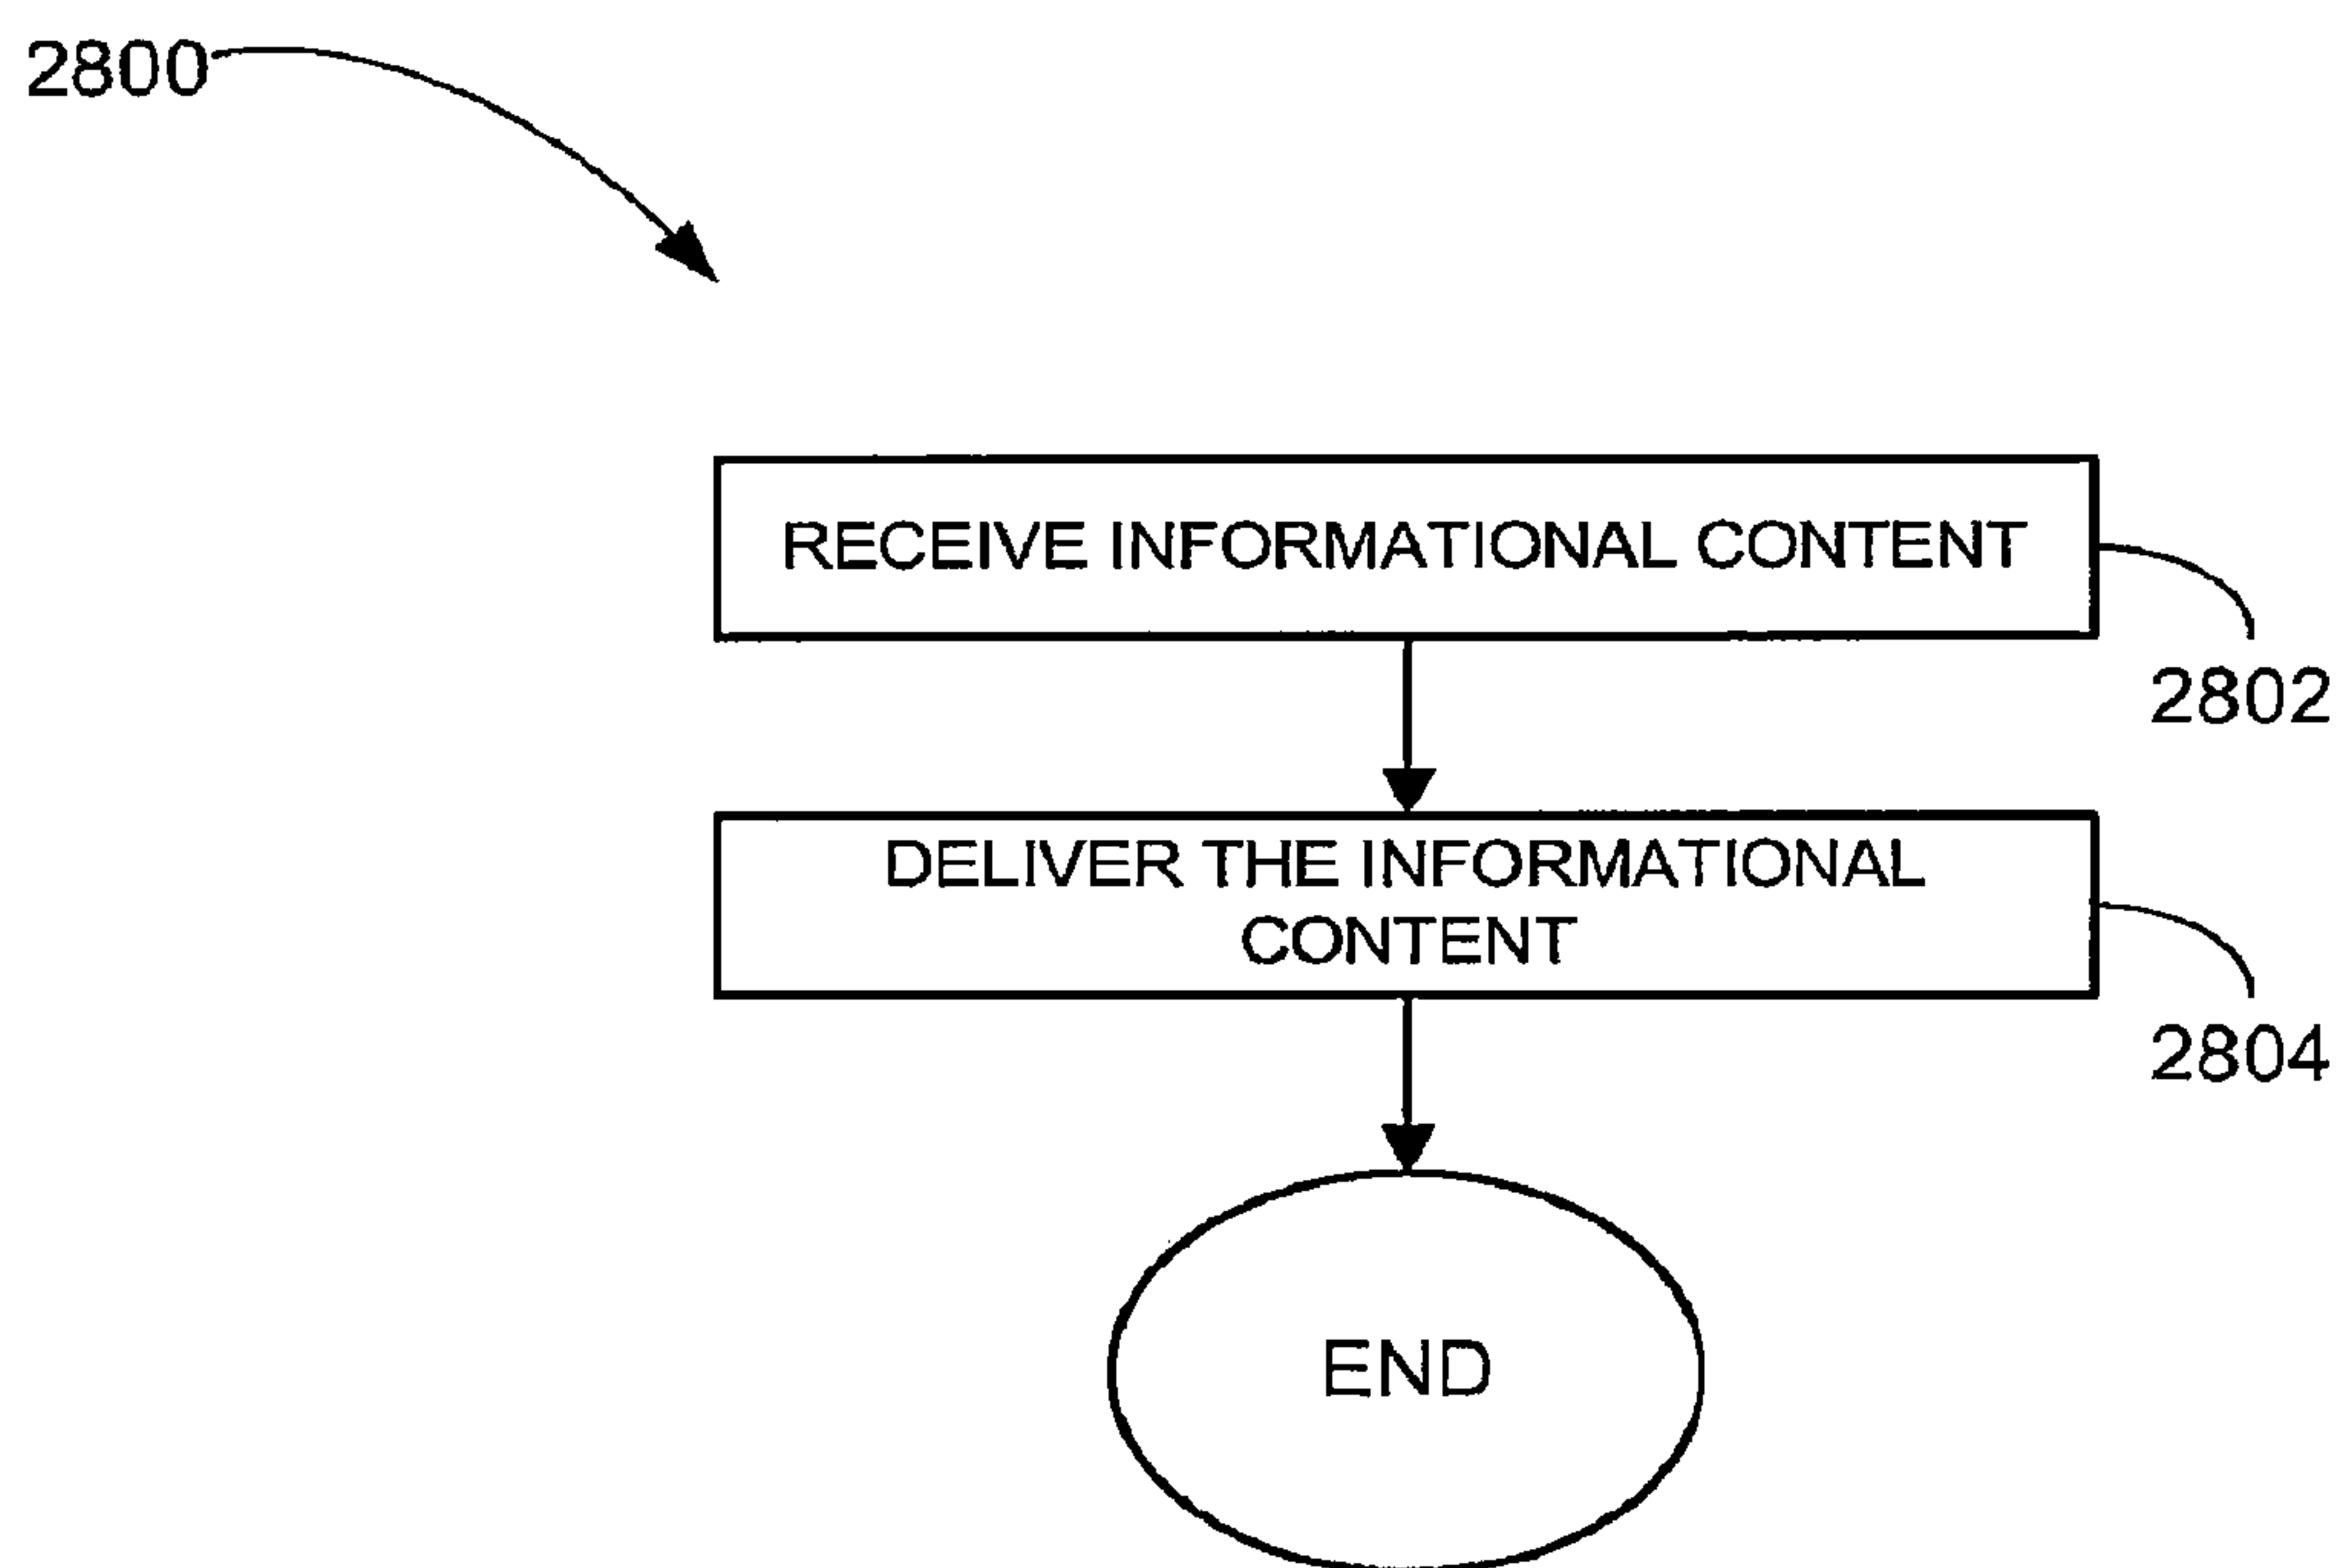 2800
RECEIVE INFORMATIONAL CONTENT
2802
DELIVER THE INFORMATIONAL
CONTENT
2804
END